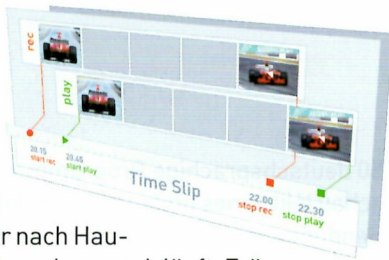 rec
play
20.15
start rec
20.45
start play
Time Slip
22.00
stop rec
22.30
stop play
r nach Hau-